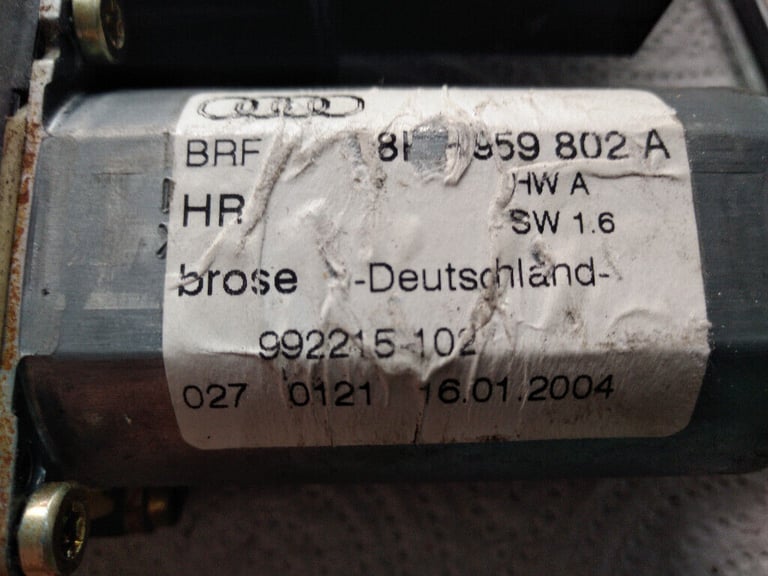 BRF 959 802 A
HR HW A
SW 1.6
brose -Deutschland-
992215-102
027 0121 16.01.2004